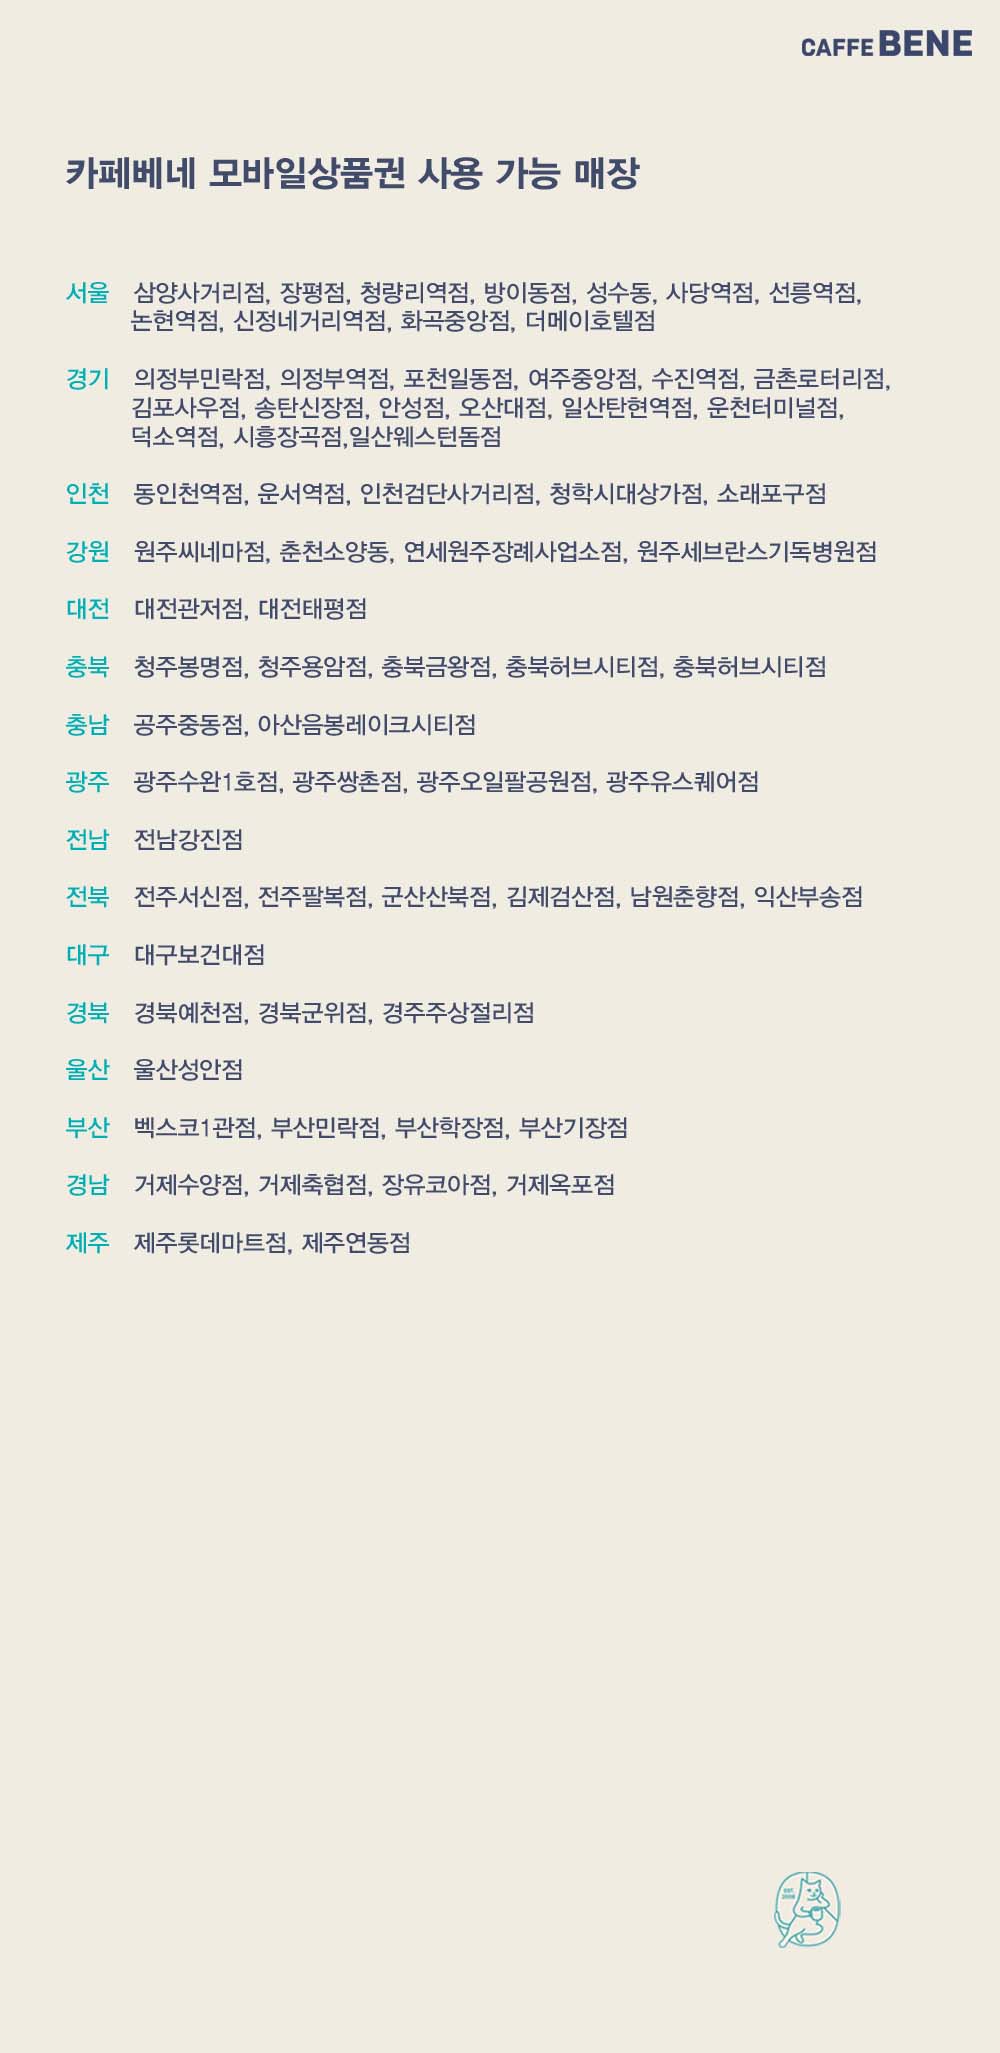 CAFFE BENE
카페베네 모바일상품권 사용 가능 매장
서울 삼양사거리점, 장평점, 청량리역점, 방이동점, 성수동, 사당역점, 선릉역점,
논현역점, 신정네거리역점, 화곡중앙점, 더메이호텔점
경기 의정부민락점, 의정부역점, 포천일동점, 여주중앙점, 수진역점, 금촌로터리점,
김포사우점, 송탄신장점, 안성점, 오산대점, 일산탄현역점, 운천터미널점,
덕소역점, 시흥장곡점,일산웨스턴돔점
인천 동인천역점, 운서역점, 인천검단사거리점, 청학시대상가점, 소래포구점
강원 원주씨네마점, 춘천소양동, 연세원주장례사업소점, 원주세브란스기독병원점
대전 대전관저점, 대전태평점
충북 청주봉명점, 청주용암점, 충북금왕점, 충북허브시티점, 충북허브시티점
충남 공주중동점, 아산음봉레이크시티점
광주 광주수완1호점, 광주쌍촌점, 광주오일팔공원점, 광주유스퀘어점
전남 전남강진점
전북 전주서신점, 전주팔복점, 군산산북점, 김제검산점, 남원춘향점, 익산부송점
대구 대구보건대점
경북 경북예천점, 경북군위점, 경주주상절리점
울산 울산성안점
부산 벡스코1관점, 부산민락점, 부산학장점, 부산기장점
경남 거제수양점, 거제축협점, 장유코아점, 거제옥포점
제주 제주롯데마트점, 제주연동점
EST.
2008